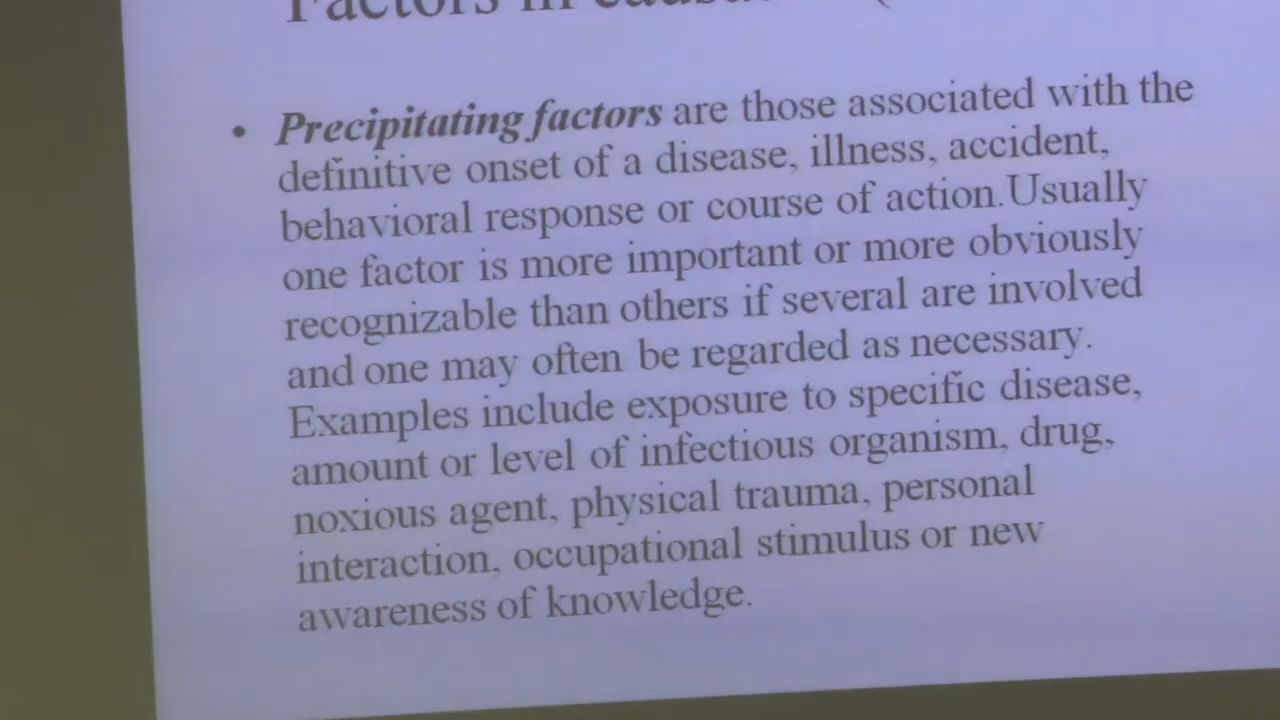 Factors in
• Precipitating factors are those associated with the
definitive onset of a disease, illness, accident,
behavioral response or course of action.Usually
one factor is more important or more obviously
recognizable than others if several are involved
and one may often be regarded as necessary.
Examples include exposure to specific disease,
amount or level of infectious organism, drug,
noxious agent, physical trauma, personal
interaction, occupational stimulus or new
awareness of knowledge.